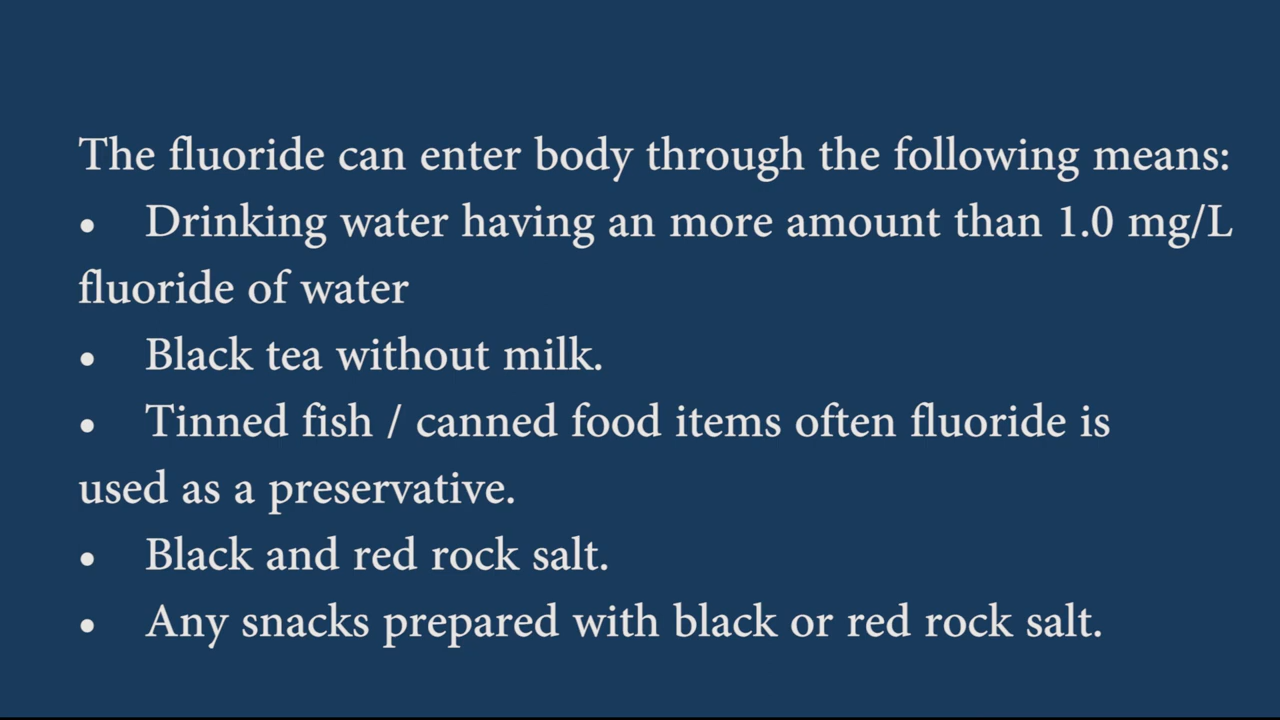 The fluoride can enter body through the following means:
• Drinking water having an more amount than 1.0 mg/L
fluoride of water
• Black tea without milk.
• Tinned fish / canned food items often fluoride is
used as a preservative.
• Black and red rock salt.
• Any snacks prepared with black or red rock salt.